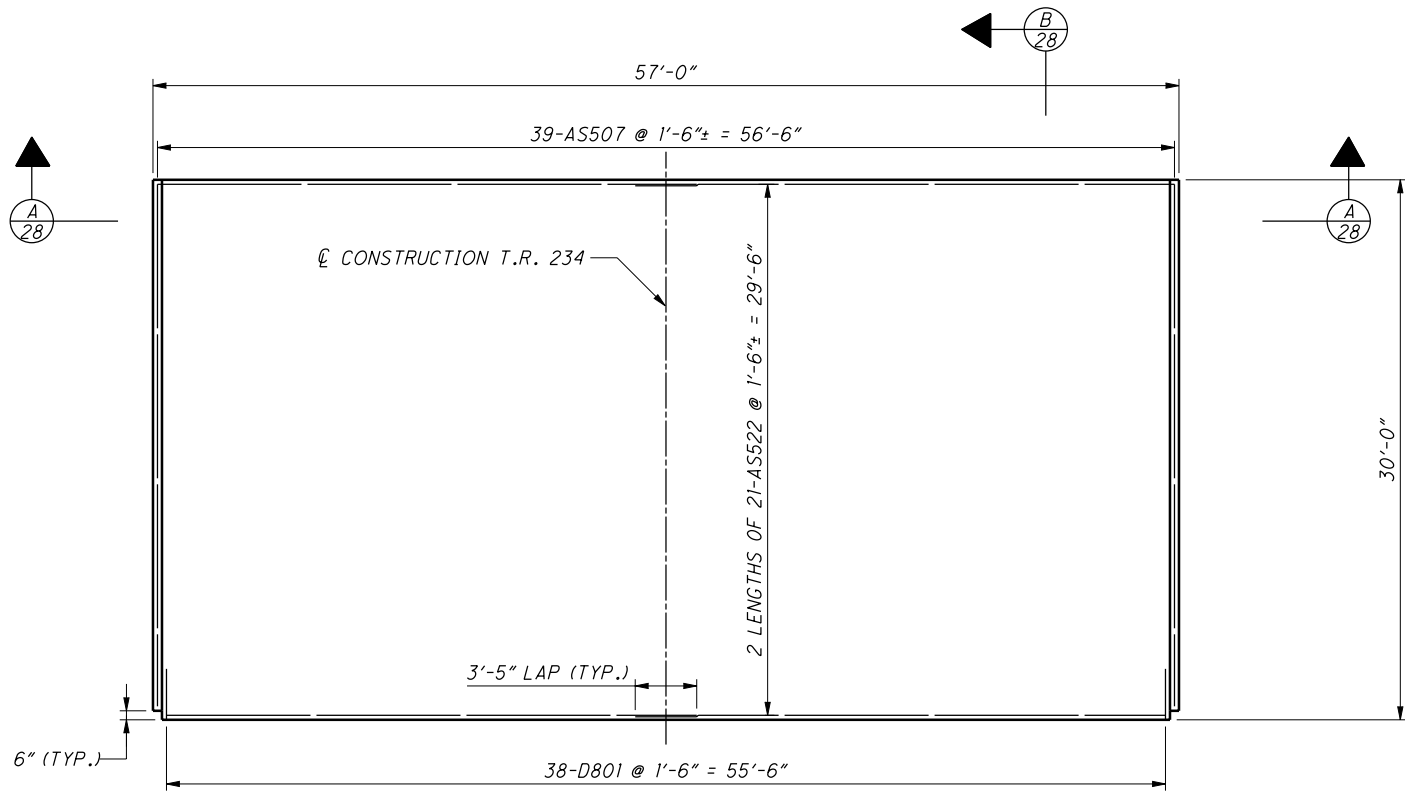 B
28
57'-0"
39-AS507 @ 1'-6"± = 56'-6"
A
28
A
28
℄ CONSTRUCTION T.R. 234
2 LENGTHS OF 21-AS522 @ 1'-6"± = 29'-6"
30'-0"
3'-5" LAP (TYP.)
6" (TYP.)
38-D801 @ 1'-6" = 55'-6"